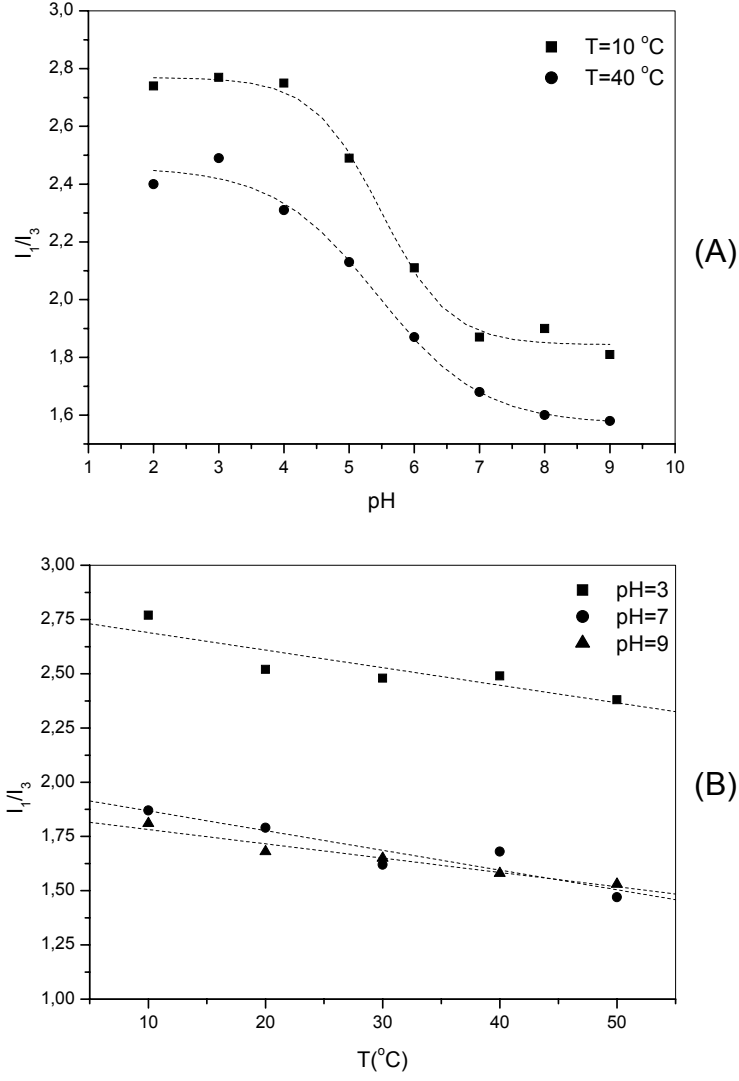 3,0
2,8
2,6
2,4
2,2
2,0
1,8
1,6
I1/I3
T=10 °C
T=40 °C
(A)
1 2 3 4 5 6 7 8 9 10
pH
3,00
2,75
2,50
2,25
2,00
1,75
1,50
1,25
1,00
I1/I3
pH=3
pH=7
pH=9
(B)
10 20 30 40 50
T(°C)